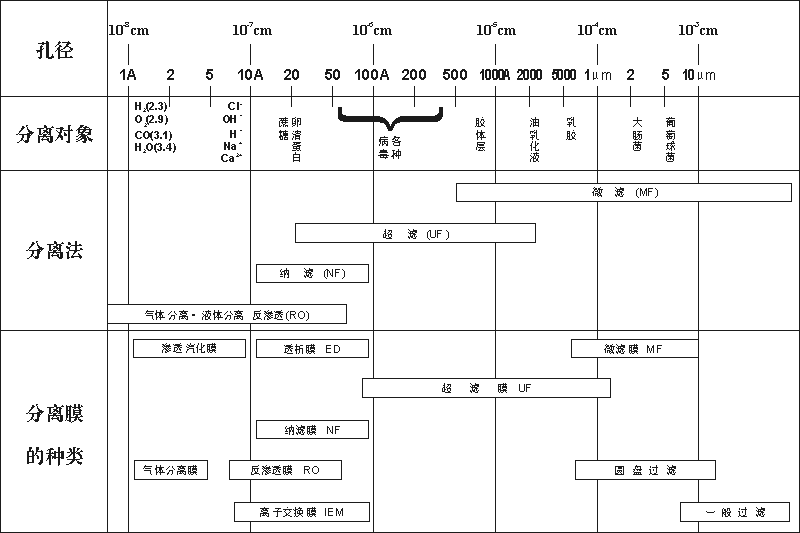 孔径
10⁻⁸cm 10⁻⁷cm 10⁻⁶cm 10⁻⁵cm 10⁻⁴cm 10⁻³cm
1A 2 5 10A 20 50 100A 200 500 1000A 2000 5000 1μm 2 5 10μm
分离对象
H₂(2.3)
O₂(2.9)
CO(3.1)
H₂O(3.4)
Cl⁻
OH⁻
H⁻
Na⁺
Ca²⁺
蔗糖
卵清蛋白
各种
病毒
胶体层
油乳化液
乳胶
大肠菌
葡萄球菌
分离法
微滤 (MF)
超滤 (UF)
纳滤 (NF)
气体分离·液体分离 反渗透(RO)
分离膜
的种类
渗透汽化膜
透析膜 ED
微滤膜 MF
超滤膜 UF
纳滤膜 NF
气体分离膜
反渗透膜 RO
圆盘过滤
离子交换膜 IEM
一般过滤